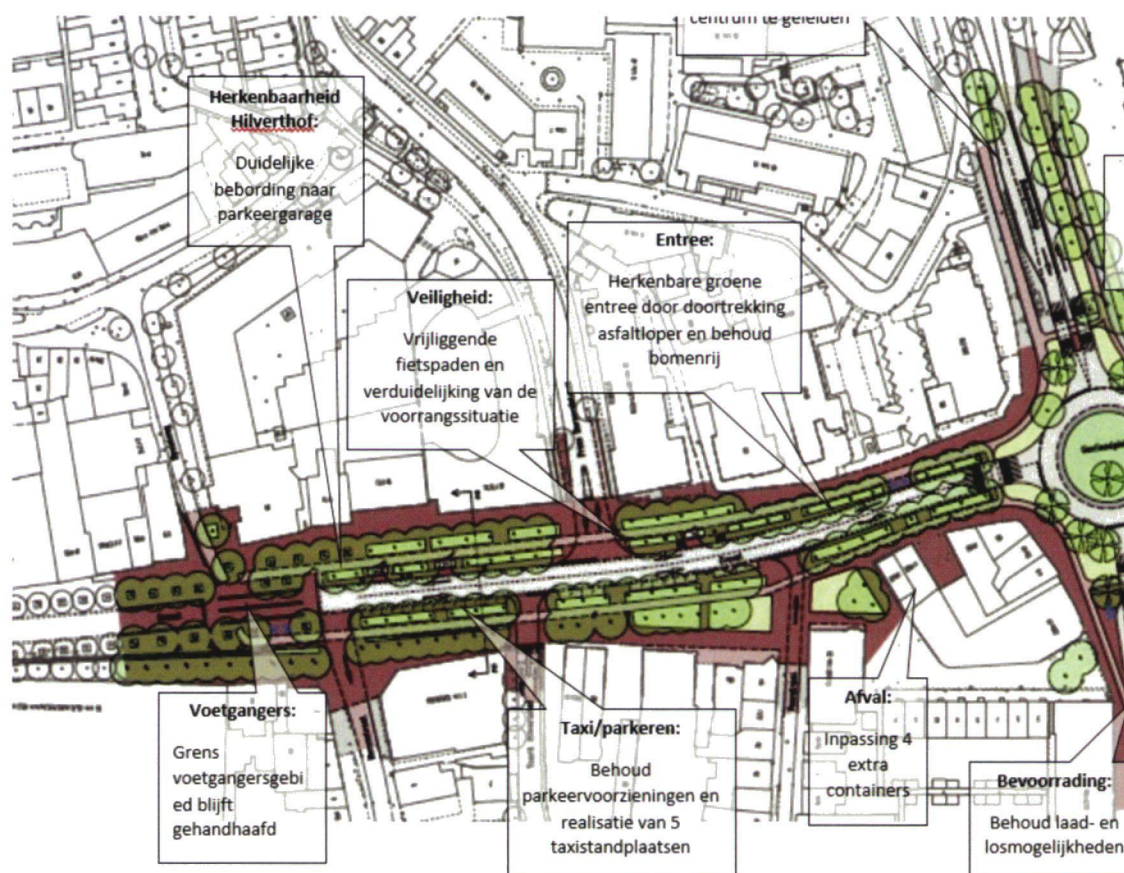 centrum te geleiden
Herkenbaarheid
Hilverthof:
Duidelijke
bebording naar
parkeergarage
Entree:
Herkenbare groene
entree door doortrekking
asfaltloper en behoud
bomenrij
Veiligheid:
Vrijliggende
fietspaden en
verduidelijking van de
voorrangssituatie
Voetgangers:
Grens
voetgangersgebi
ed blijft
gehandhaafd
Taxi/parkeren:
Behoud
parkeervoorzieningen en
realisatie van 5
taxistandplaatsen
Afval:
Inpassing 4
extra
containers
Bevoorrading:
Behoud laad- en
losmogelijkheden